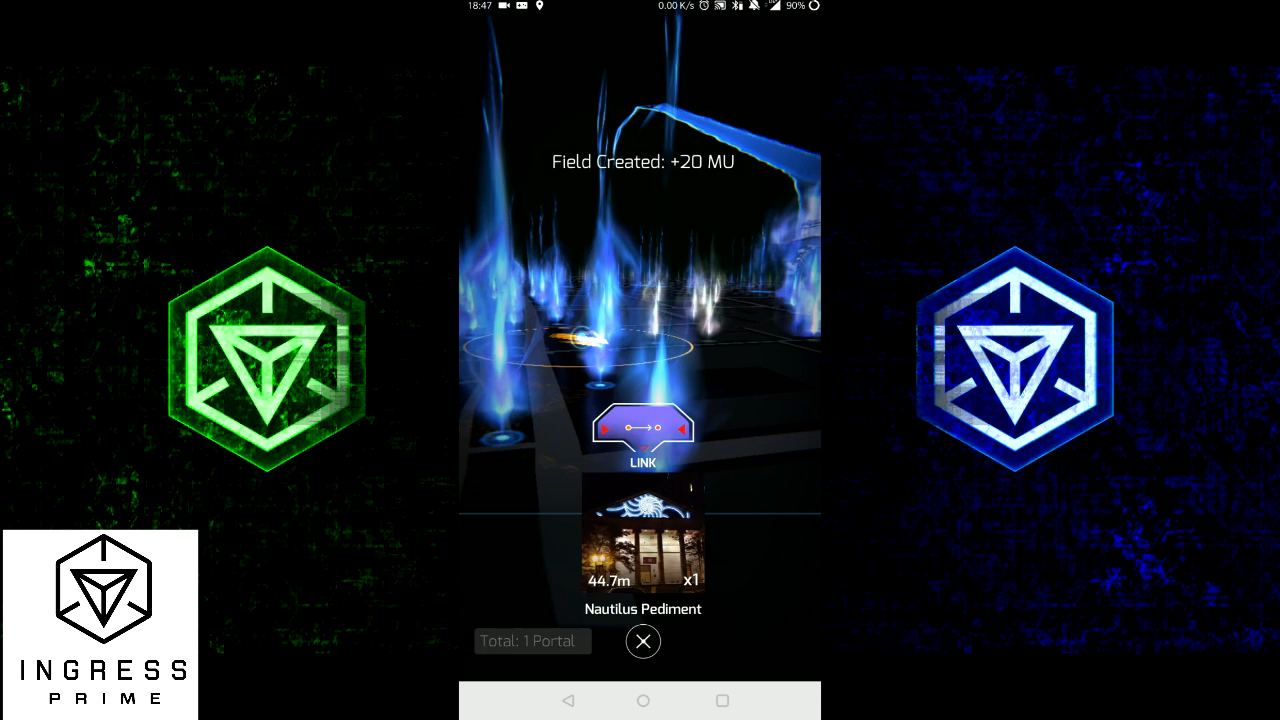 18:47
0.00 K/s
90%
Field Created: +20 MU
LINK
44.7m
x1
Nautilus Pediment
Total: 1 Portal
INGRESS
PRIME